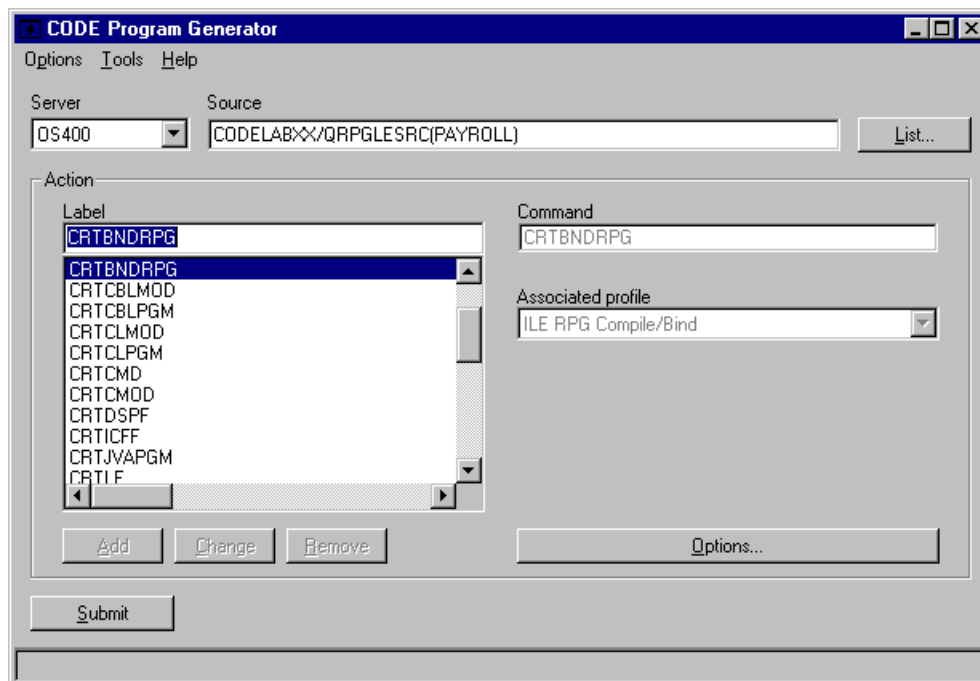 CODE Program Generator
Options Tools Help
Server Source
OS400 CODELABXX/QRPGLESRC(PAYROLL) List...
Action
Label Command
CRTBNDRPG CRTBNDRPG
CRTBNDRPG
CRTCBLMOD
CRTCBLPGM Associated profile
CRTCLMOD ILE RPG Compile/Bind
CRTCLPGM
CRTCMD
CRTCMOD
CRTDSPF
CRTICFF
CRTJVAPGM
CRTLF
Add Change Remove Options...
Submit